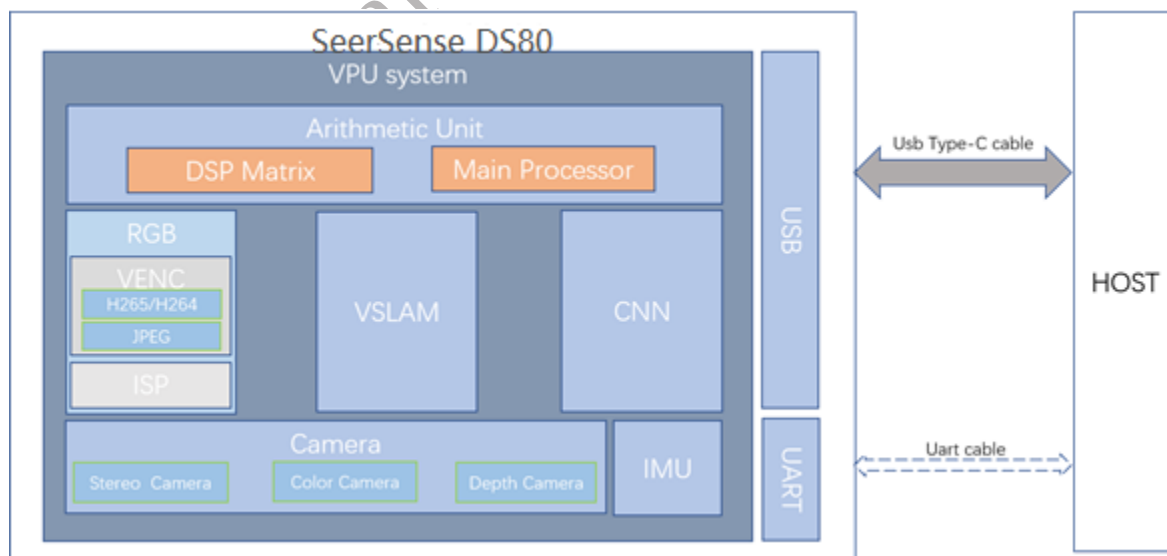 SeerSense DS80
VPU system
Arithmetic Unit
DSP Matrix
Main Processor
RGB
VENC
H265/H264
JPEG
ISP
VSLAM
CNN
Camera
Stereo Camera
Color Camera
Depth Camera
IMU
USB
UART
Usb Type-C cable
Uart cable
HOST